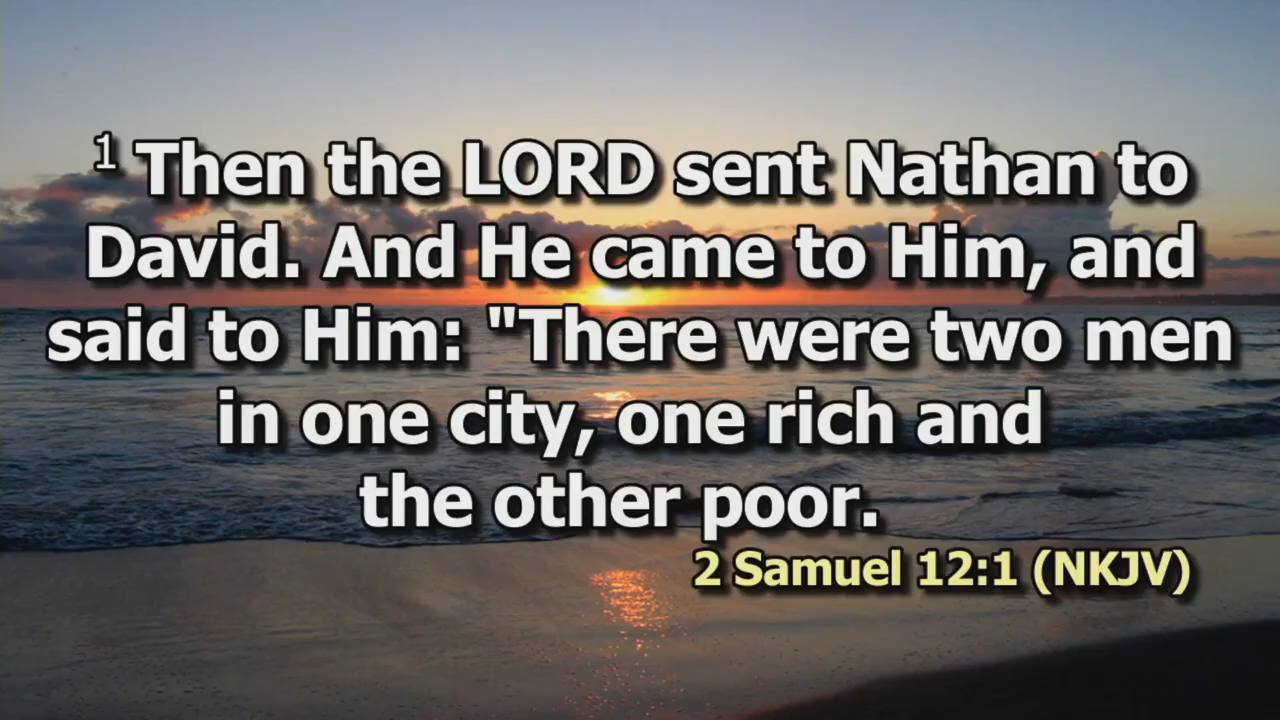 1 Then the LORD sent Nathan to
David. And He came to Him, and
said to Him: "There were two men
in one city, one rich and
the other poor.
2 Samuel 12:1 (NKJV)